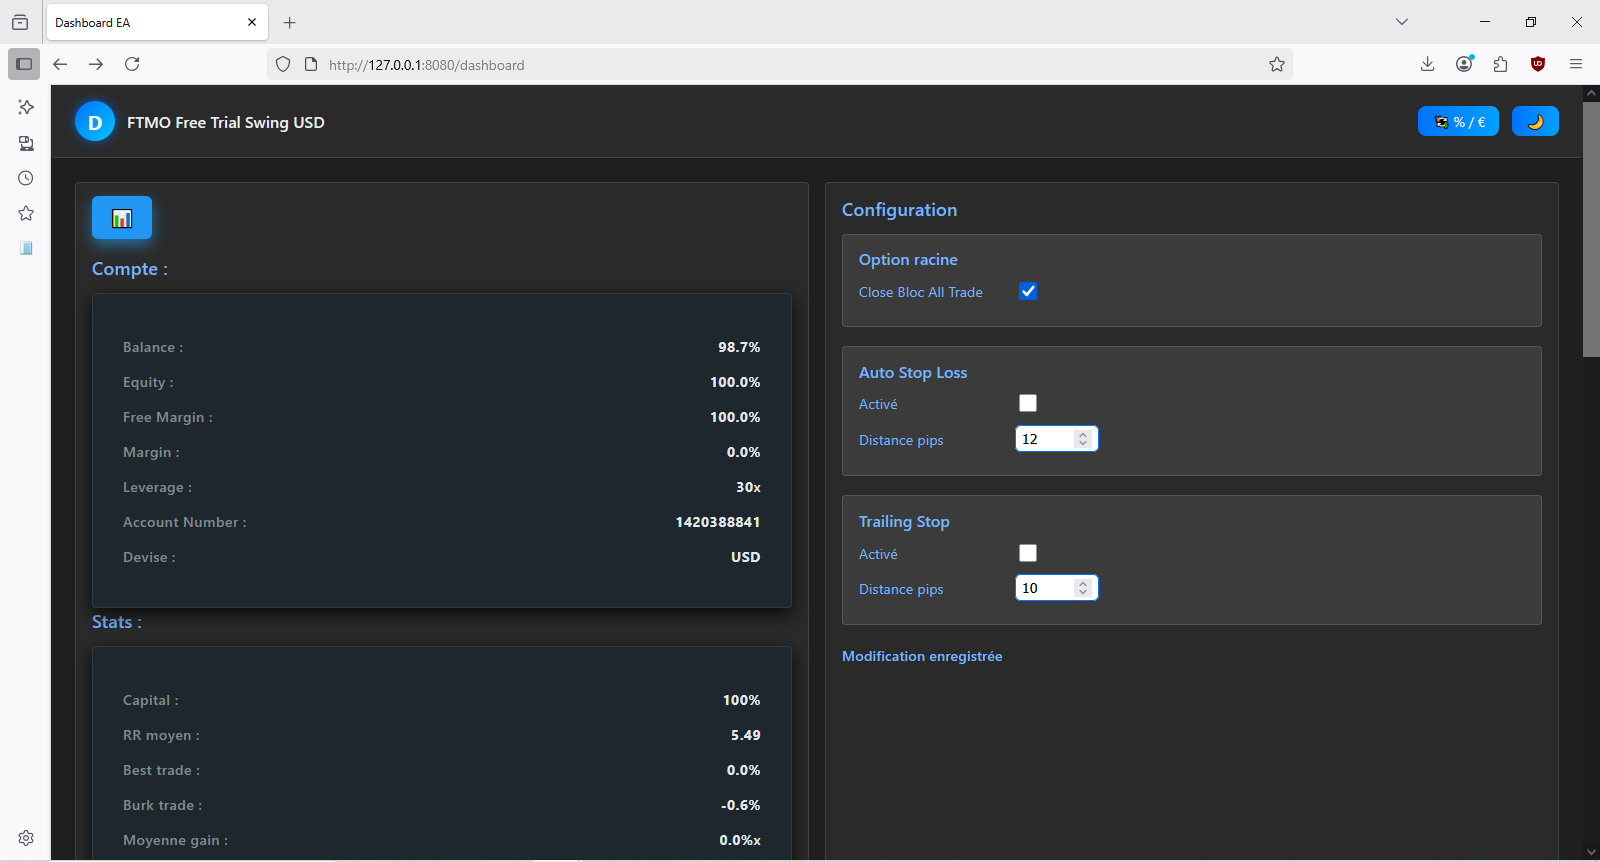 Dashboard EA
http://127.0.0.1:8080/dashboard
D
FTMO Free Trial Swing USD
% / €
Compte :
Balance : 98.7%
Equity : 100.0%
Free Margin : 100.0%
Margin : 0.0%
Leverage : 30x
Account Number : 1420388841
Devise : USD
Stats :
Capital : 100%
RR moyen : 5.49
Best trade : 0.0%
Burk trade : -0.6%
Moyenne gain : 0.0%x
Configuration
Option racine
Close Bloc All Trade
Auto Stop Loss
Activé
Distance pips 12
Trailing Stop
Activé
Distance pips 10
Modification enregistrée